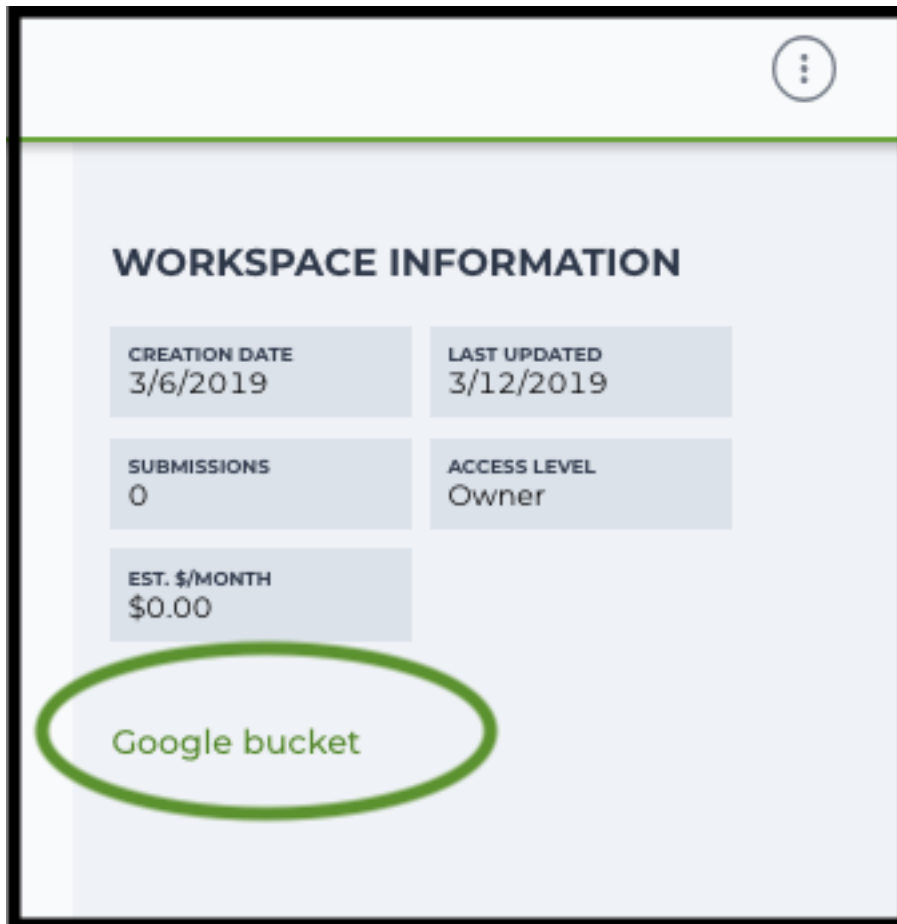 WORKSPACE INFORMATION
CREATION DATE
3/6/2019
LAST UPDATED
3/12/2019
SUBMISSIONS
0
ACCESS LEVEL
Owner
EST. $/MONTH
$0.00
Google bucket